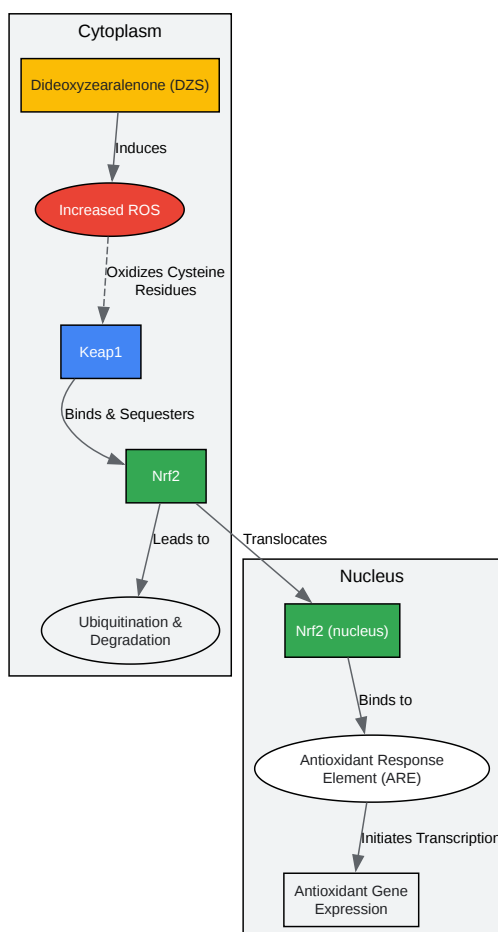 Cytoplasm
Dideoxyzearalenone (DZS)
Induces
Increased ROS
Oxidizes Cysteine
Residues
Keap1
Binds & Sequesters
Nrf2
Leads to
Translocates
Ubiquitination &
Degradation
Nucleus
Nrf2 (nucleus)
Binds to
Antioxidant Response
Element (ARE)
Initiates Transcription
Antioxidant Gene
Expression